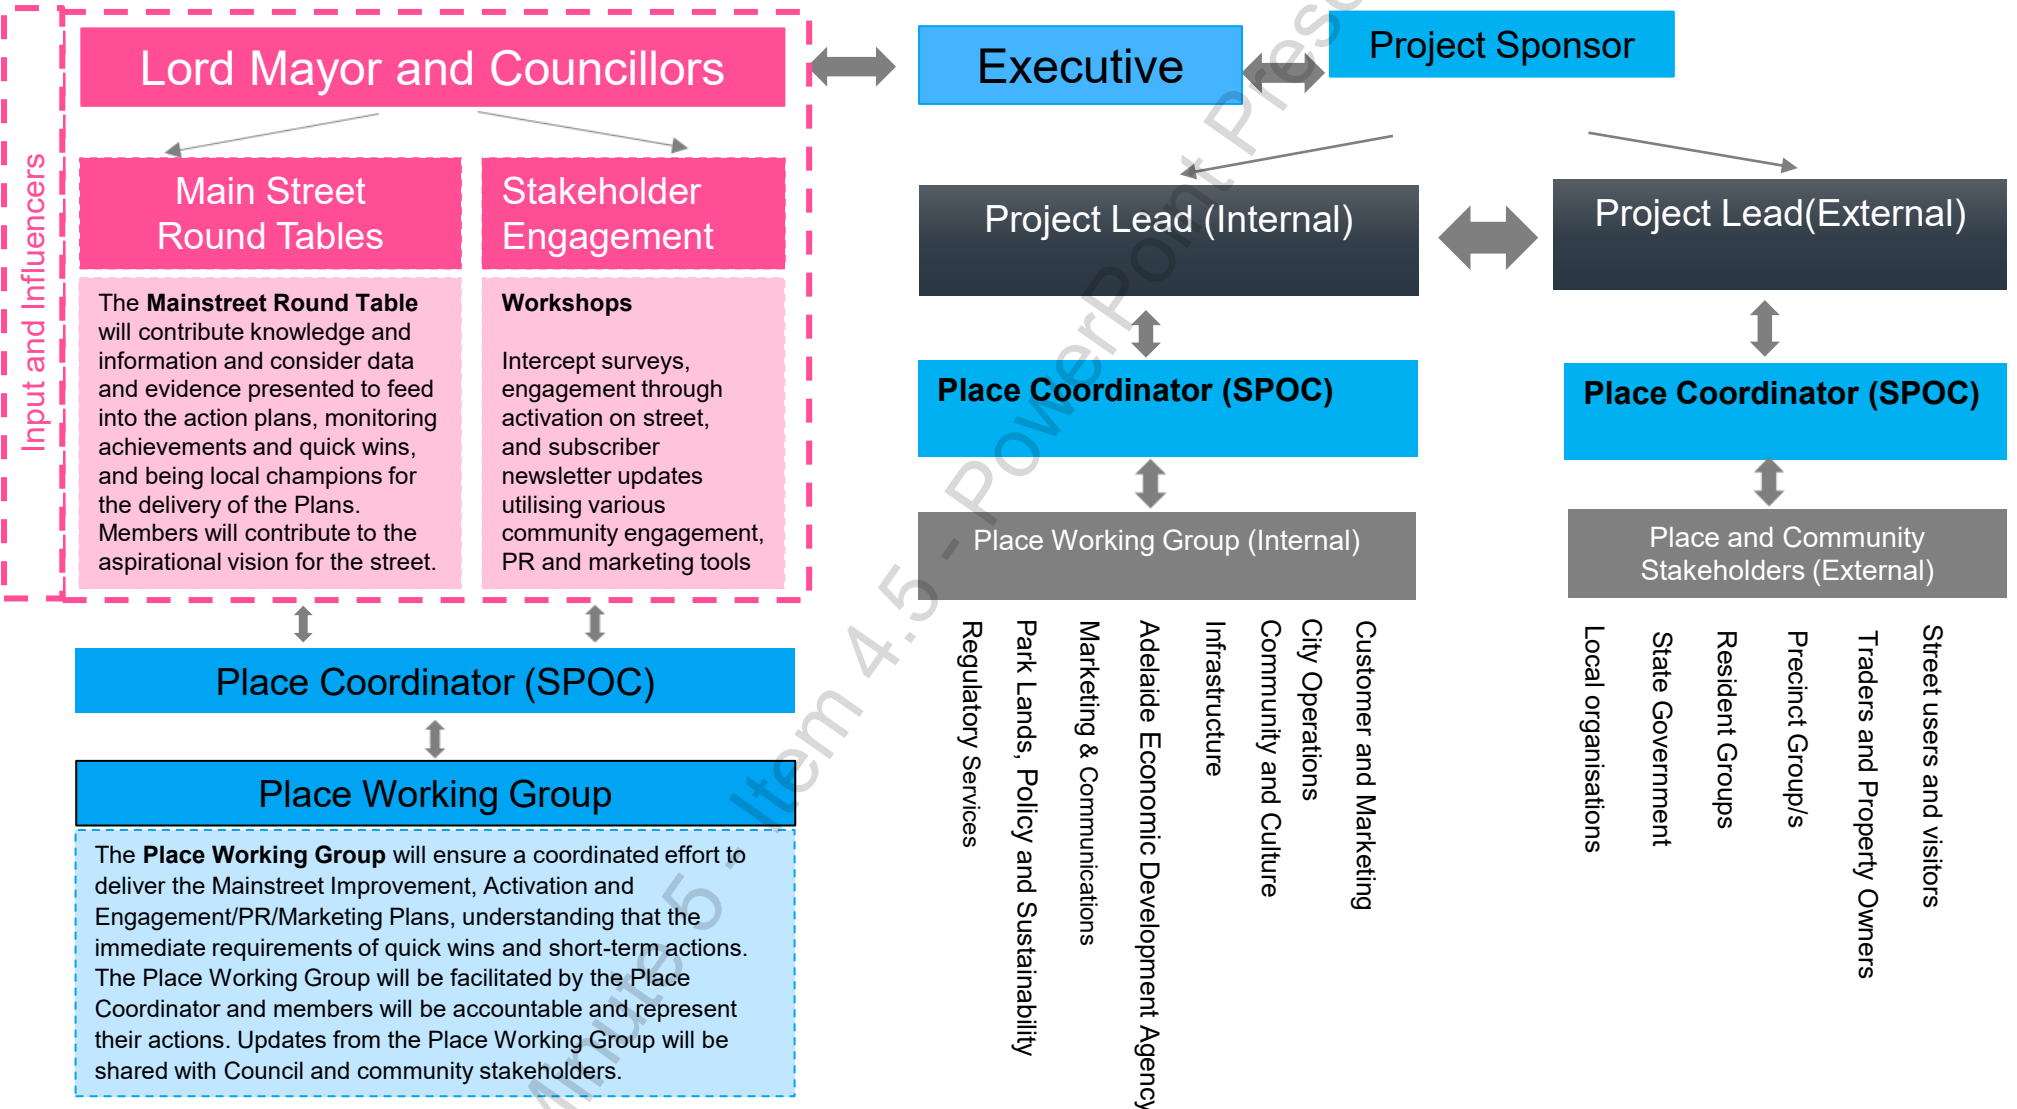 Input and Influencers
Lord Mayor and Councillors
Main Street
Round Tables
The Mainstreet Round Table
will contribute knowledge and
information and consider data
and evidence presented to feed
into the action plans, monitoring
achievements and quick wins,
and being local champions for
the delivery of the Plans.
Members will contribute to the
aspirational vision for the street.
Stakeholder
Engagement
Workshops
Intercept surveys,
engagement through
activation on street,
and subscriber
newsletter updates
utilising various
community engagement,
PR and marketing tools
Place Coordinator (SPOC)
Place Working Group
The Place Working Group will ensure a coordinated effort to
deliver the Mainstreet Improvement, Activation and
Engagement/PR/Marketing Plans, understanding that the
immediate requirements of quick wins and short-term actions.
The Place Working Group will be facilitated by the Place
Coordinator and members will be accountable and represent
their actions. Updates from the Place Working Group will be
shared with Council and community stakeholders.
Executive
Project Sponsor
Project Lead (Internal)
Place Coordinator (SPOC)
Place Working Group (Internal)
Regulatory Services
Park Lands, Policy and Sustainability
Marketing & Communications
Adelaide Economic Development Agency
Infrastructure
Community and Culture
City Operations
Customer and Marketing
Project Lead(External)
Place Coordinator (SPOC)
Place and Community
Stakeholders (External)
Local organisations
State Government
Resident Groups
Precinct Group/s
Traders and Property Owners
Street users and visitors
Minute 5 - Item 4.5 - PowerPoint